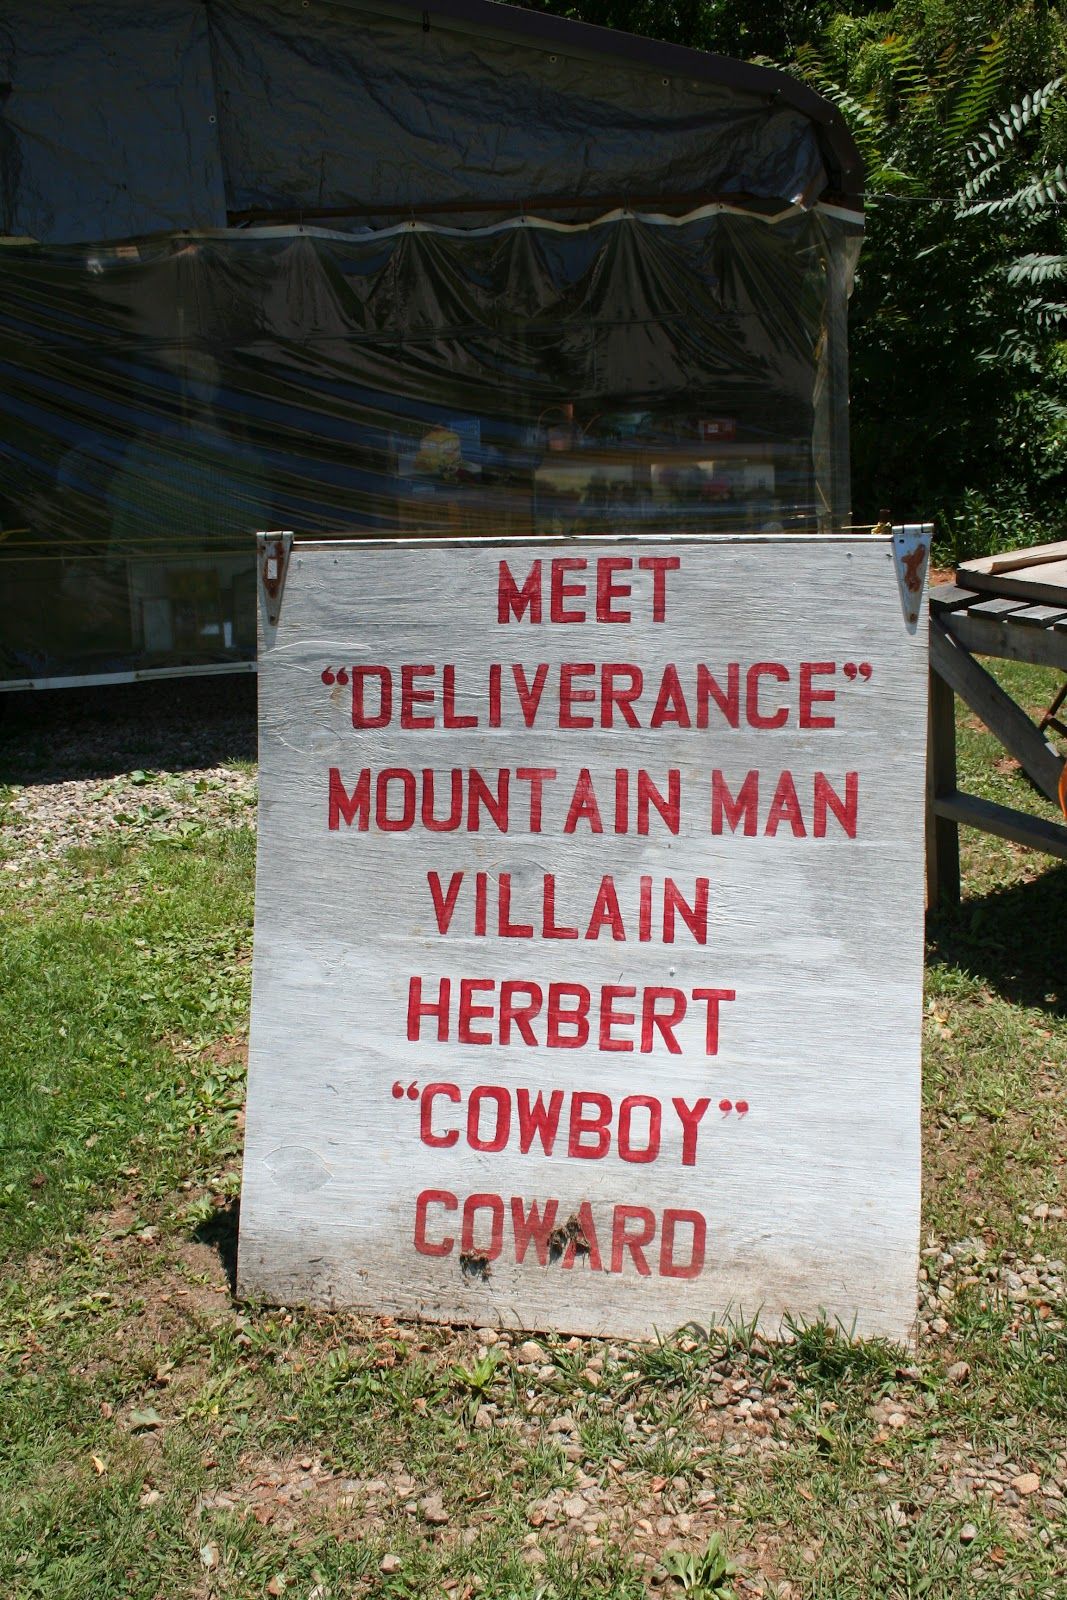 MEET
“DELIVERANCE”
MOUNTAIN MAN
VILLAIN
HERBERT
“COWBOY”
COWARD